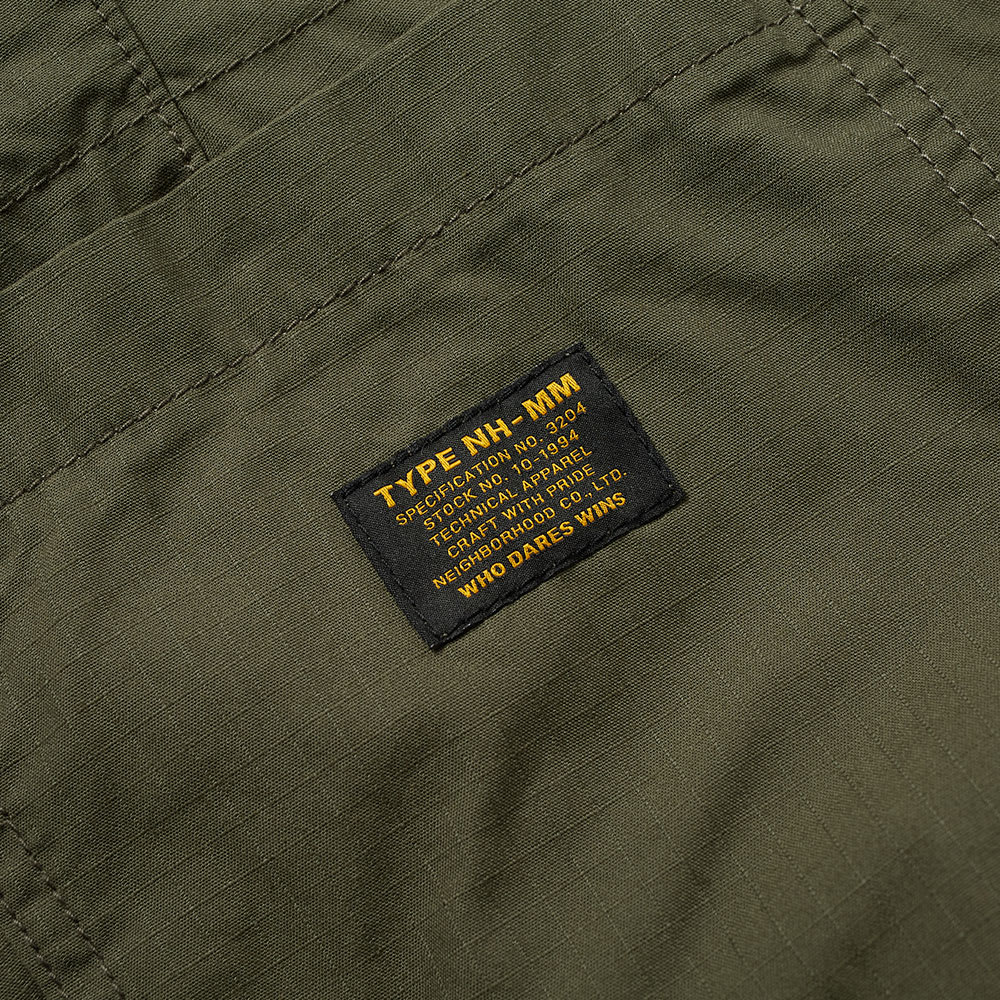 TYPE NH-MM
SPECIFICATION NO. 3204
STOCK NO. 10-1994
TECHNICAL APPAREL
CRAFT WITH PRIDE
NEIGHBORHOOD CO., LTD.
WHO DARES WINS